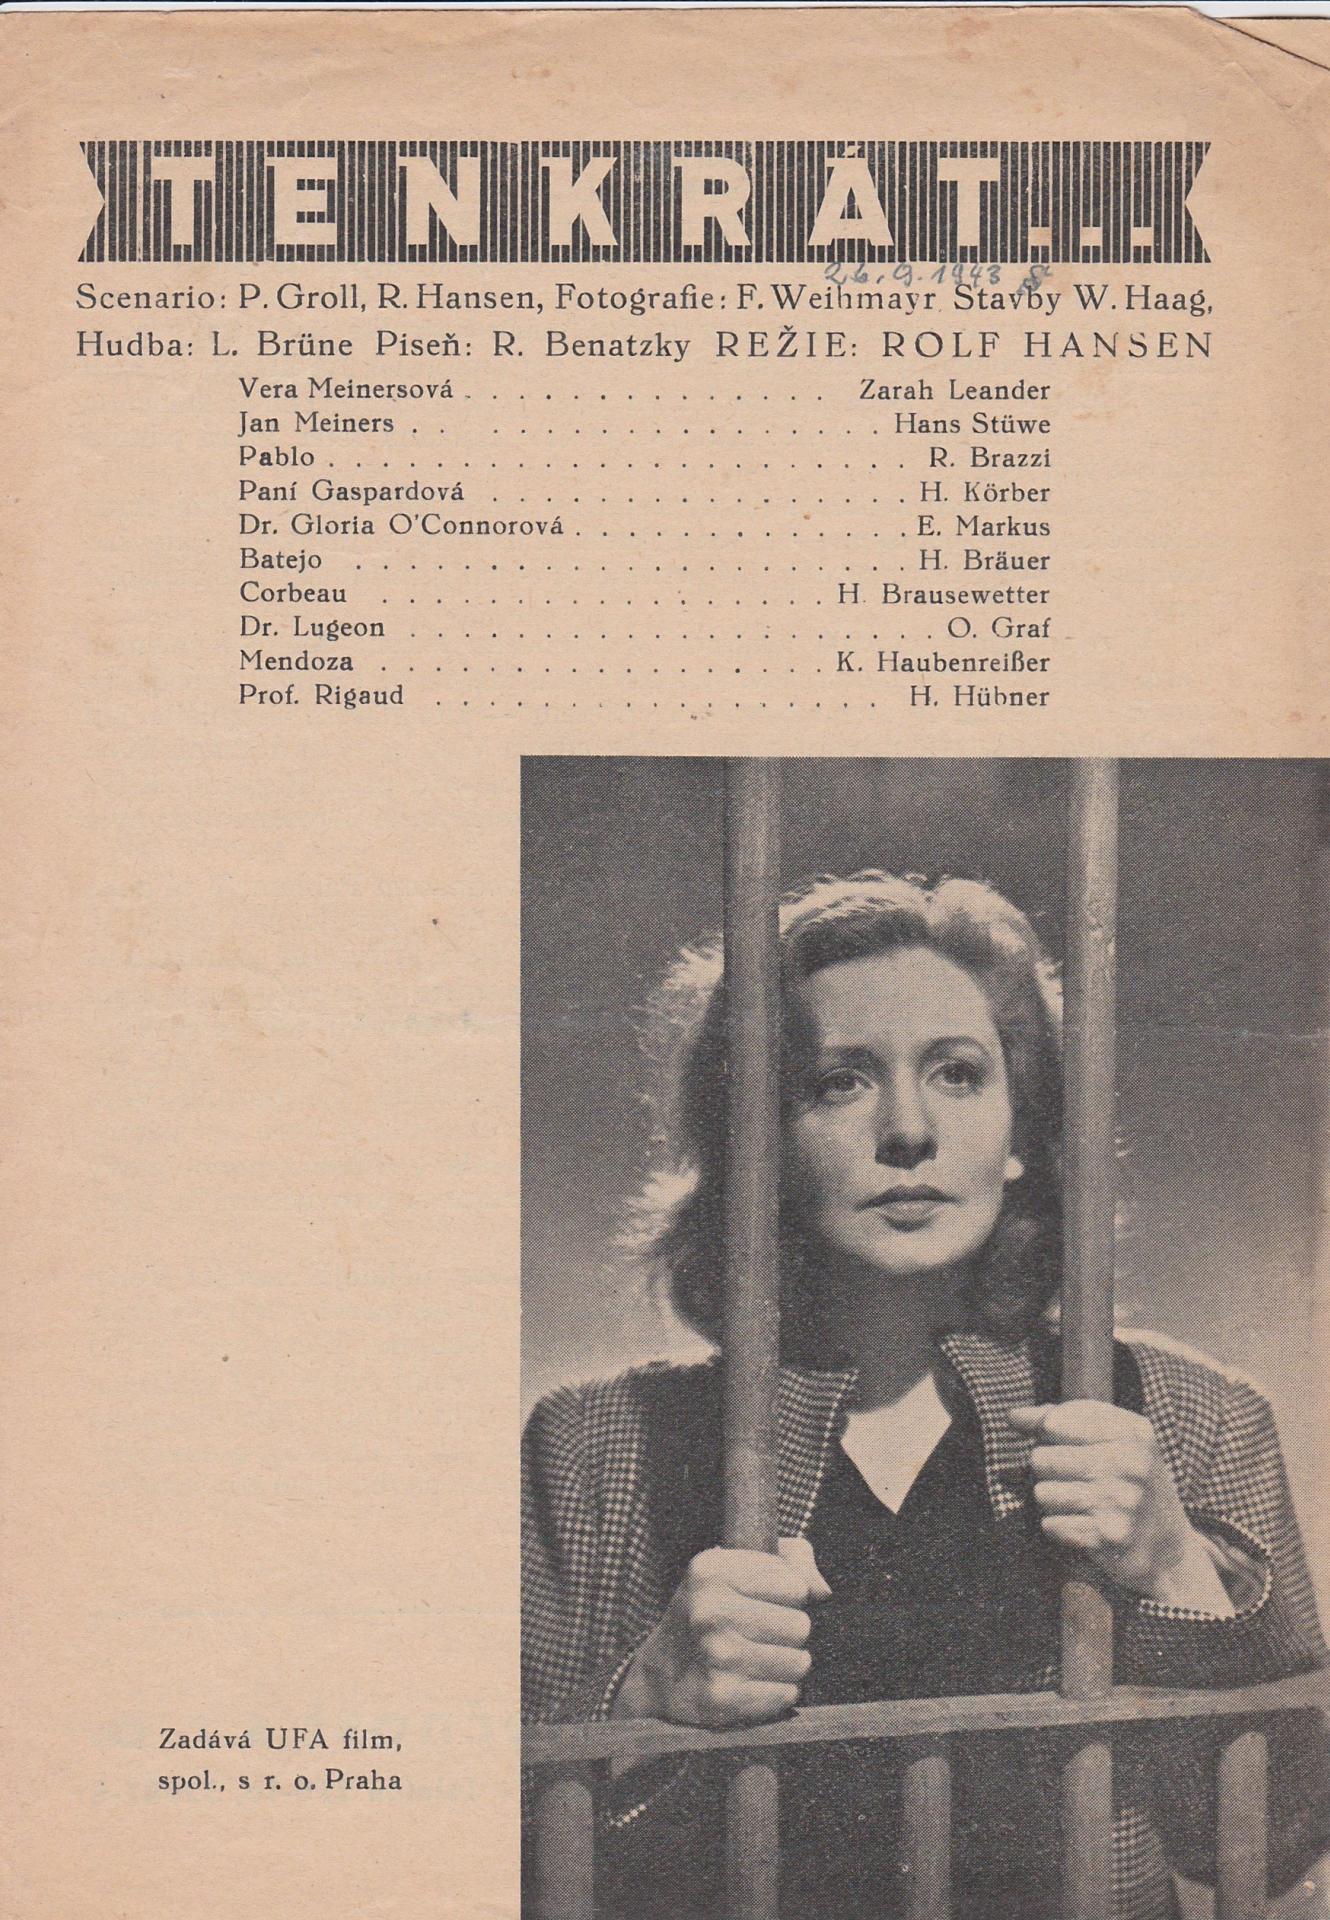 TENKRÁT...
26.9.1943
Scenario: P. Groll, R. Hansen, Fotografie: F. Weihmayr. Stavby W. Haag,
Hudba: L. Brüne Piseň: R. Benatzky REŽIE: ROLF HANSEN
Vera Meinersová . . . . . . . . . . . . . . Zarah Leander
Jan Meiners . . . . . . . . . . . . . . . . . Hans Stüwe
Pablo . . . . . . . . . . . . . . . . . . . . . . R. Brazzi
Paní Gaspardová . . . . . . . . . . . . . . . . H. Körber
Dr. Gloria O'Connorová . . . . . . . . . . . . . E. Markus
Batejo . . . . . . . . . . . . . . . . . . . . . H. Bräuer
Corbeau . . . . . . . . . . . . . . . . . H. Brausewetter
Dr. Lugeon . . . . . . . . . . . . . . . . . . . . O. Graf
Mendoza . . . . . . . . . . . . . . . . . K. Haubenreißer
Prof. Rigaud . . . . . . . . . . . . . . . . . H. Hübner
Zadává UFA film,
spol., s r. o. Praha